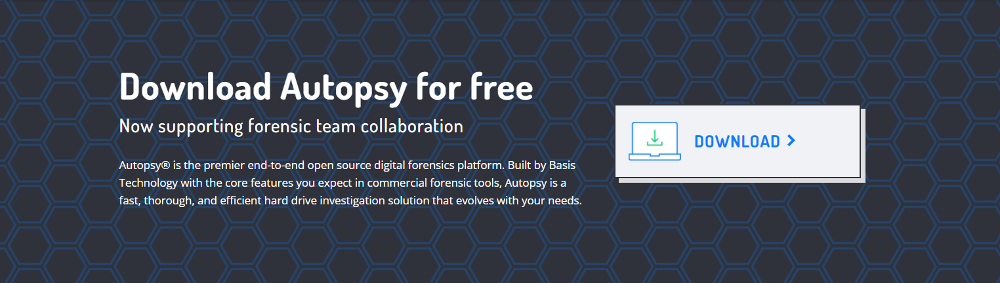 Download Autopsy for free
Now supporting forensic team collaboration
Autopsy® is the premier end-to-end open source digital forensics platform. Built by Basis
Technology with the core features you expect in commercial forensic tools, Autopsy is a
fast, thorough, and efficient hard drive investigation solution that evolves with your needs.
DOWNLOAD